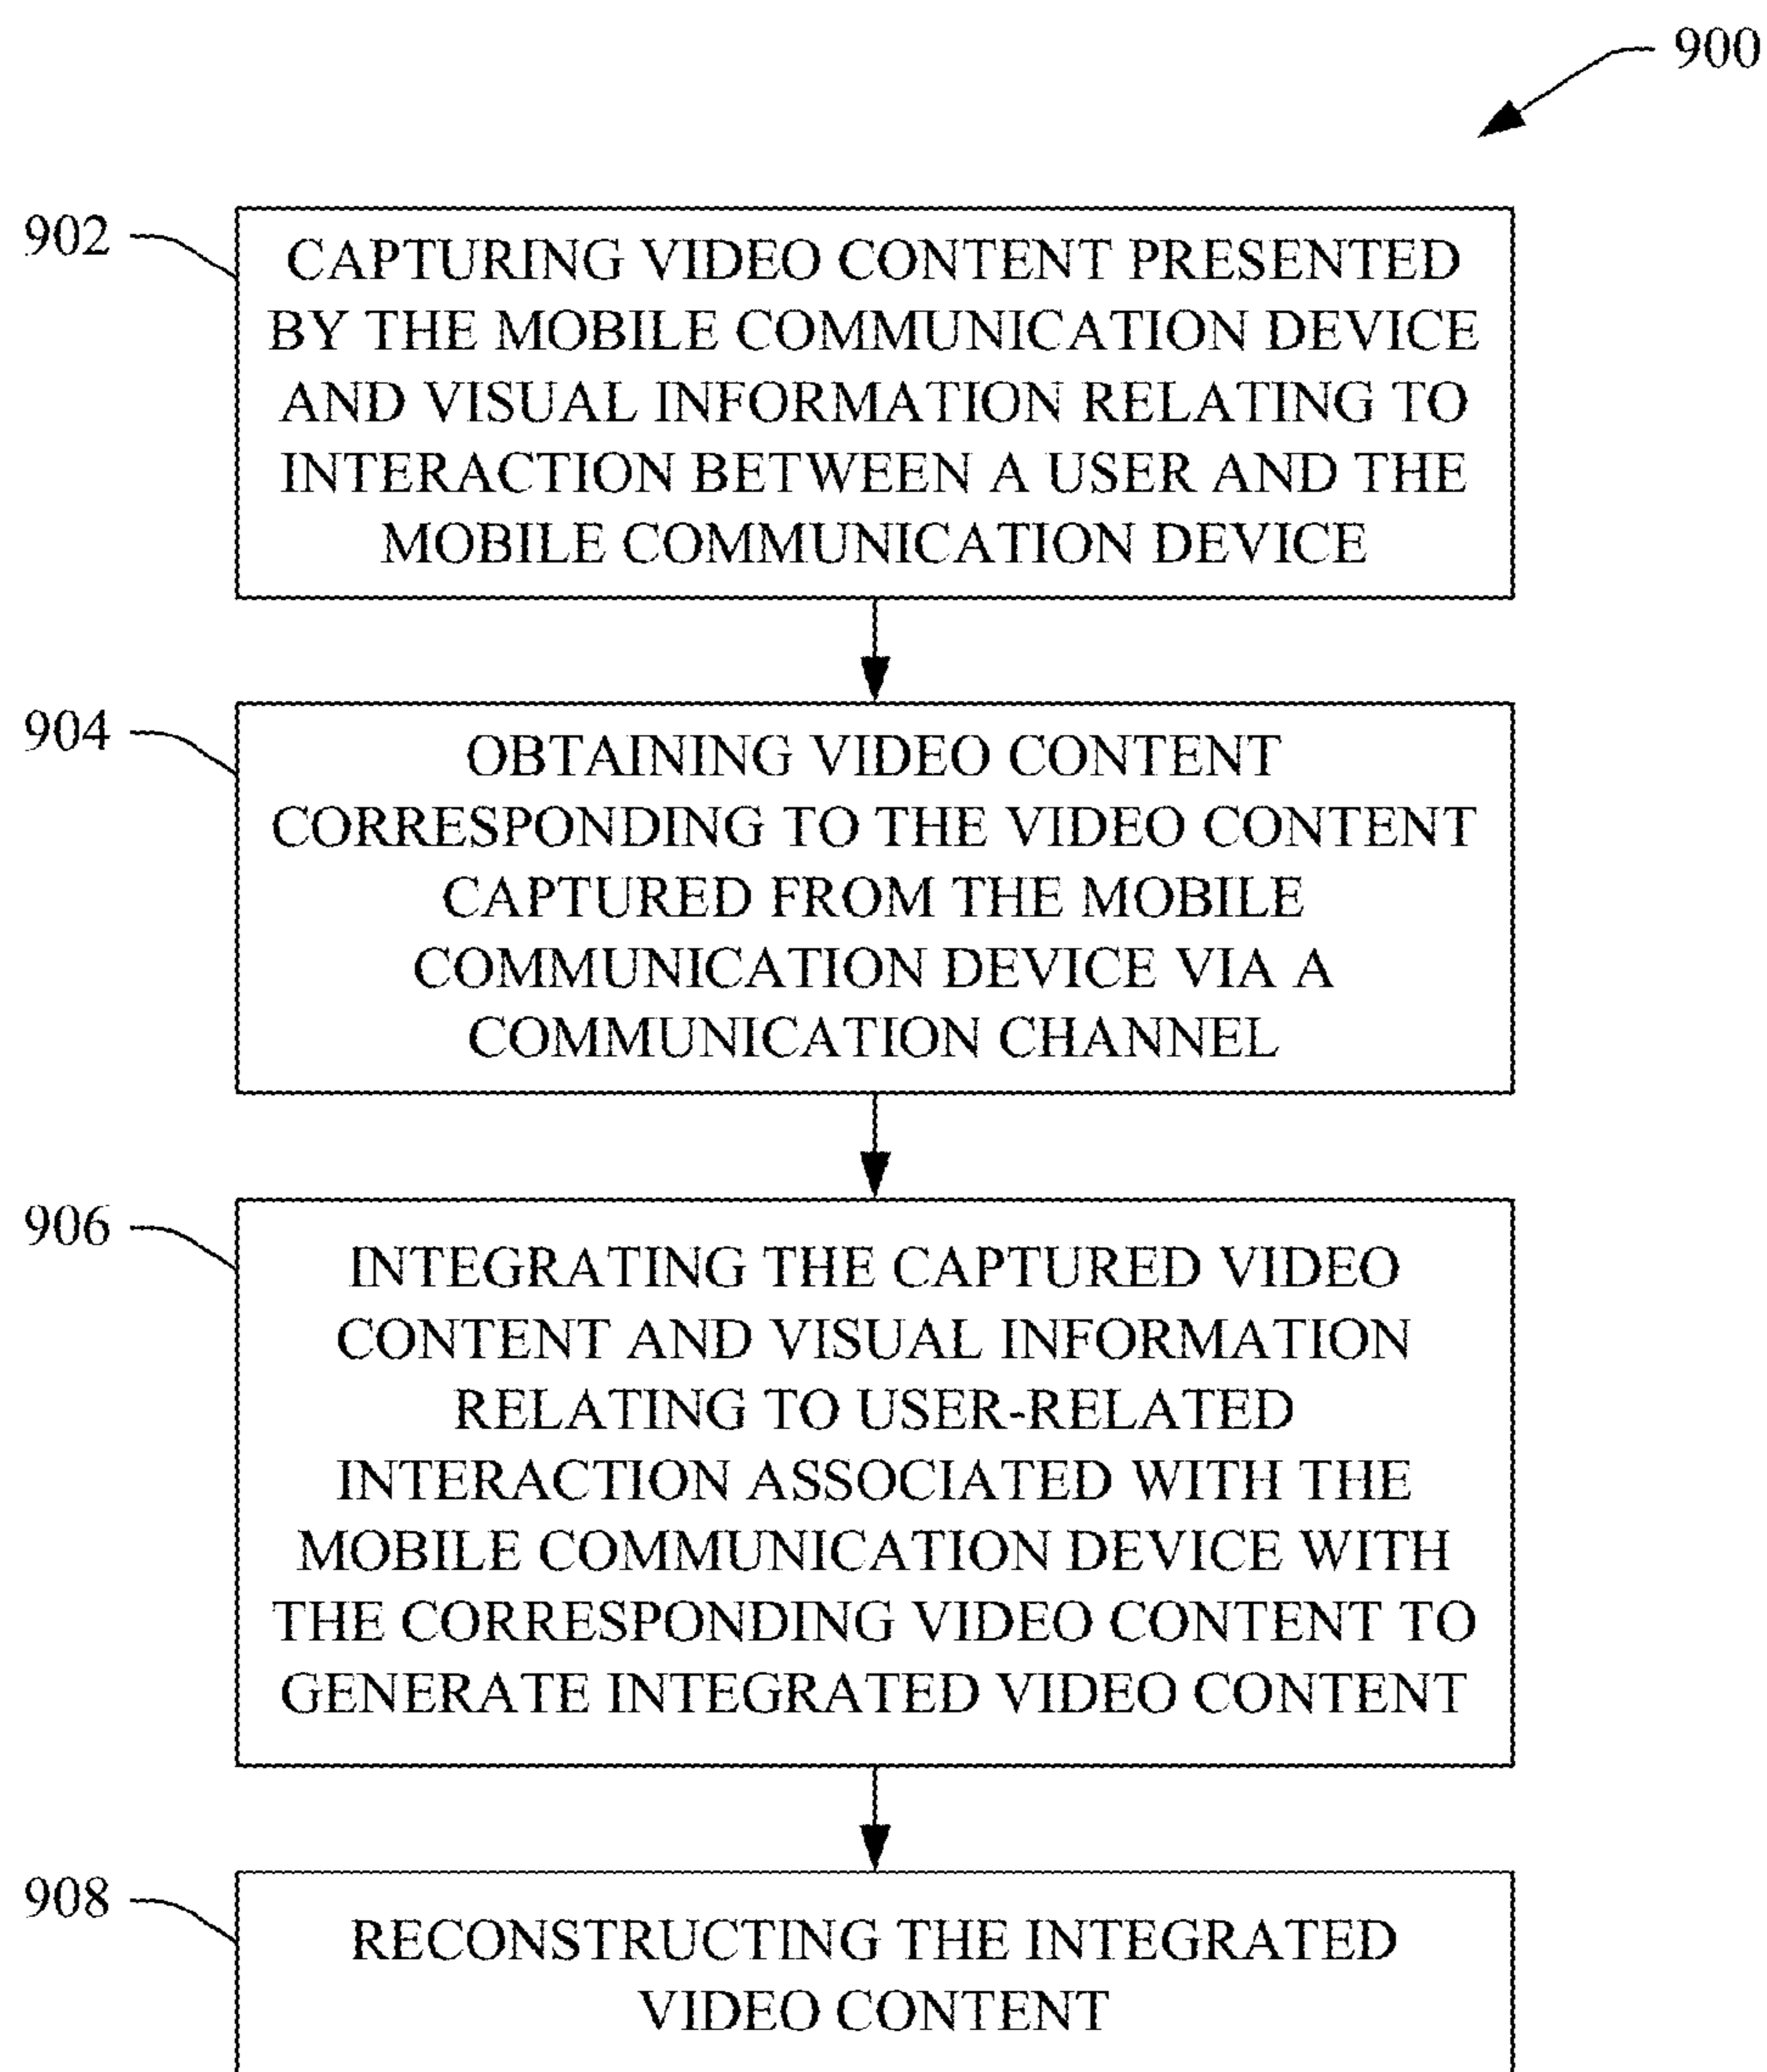 900
902
CAPTURING VIDEO CONTENT PRESENTED
BY THE MOBILE COMMUNICATION DEVICE
AND VISUAL INFORMATION RELATING TO
INTERACTION BETWEEN A USER AND THE
MOBILE COMMUNICATION DEVICE
904
OBTAINING VIDEO CONTENT
CORRESPONDING TO THE VIDEO CONTENT
CAPTURED FROM THE MOBILE
COMMUNICATION DEVICE VIA A
COMMUNICATION CHANNEL
906
INTEGRATING THE CAPTURED VIDEO
CONTENT AND VISUAL INFORMATION
RELATING TO USER-RELATED
INTERACTION ASSOCIATED WITH THE
MOBILE COMMUNICATION DEVICE WITH
THE CORRESPONDING VIDEO CONTENT TO
GENERATE INTEGRATED VIDEO CONTENT
908
RECONSTRUCTING THE INTEGRATED
VIDEO CONTENT